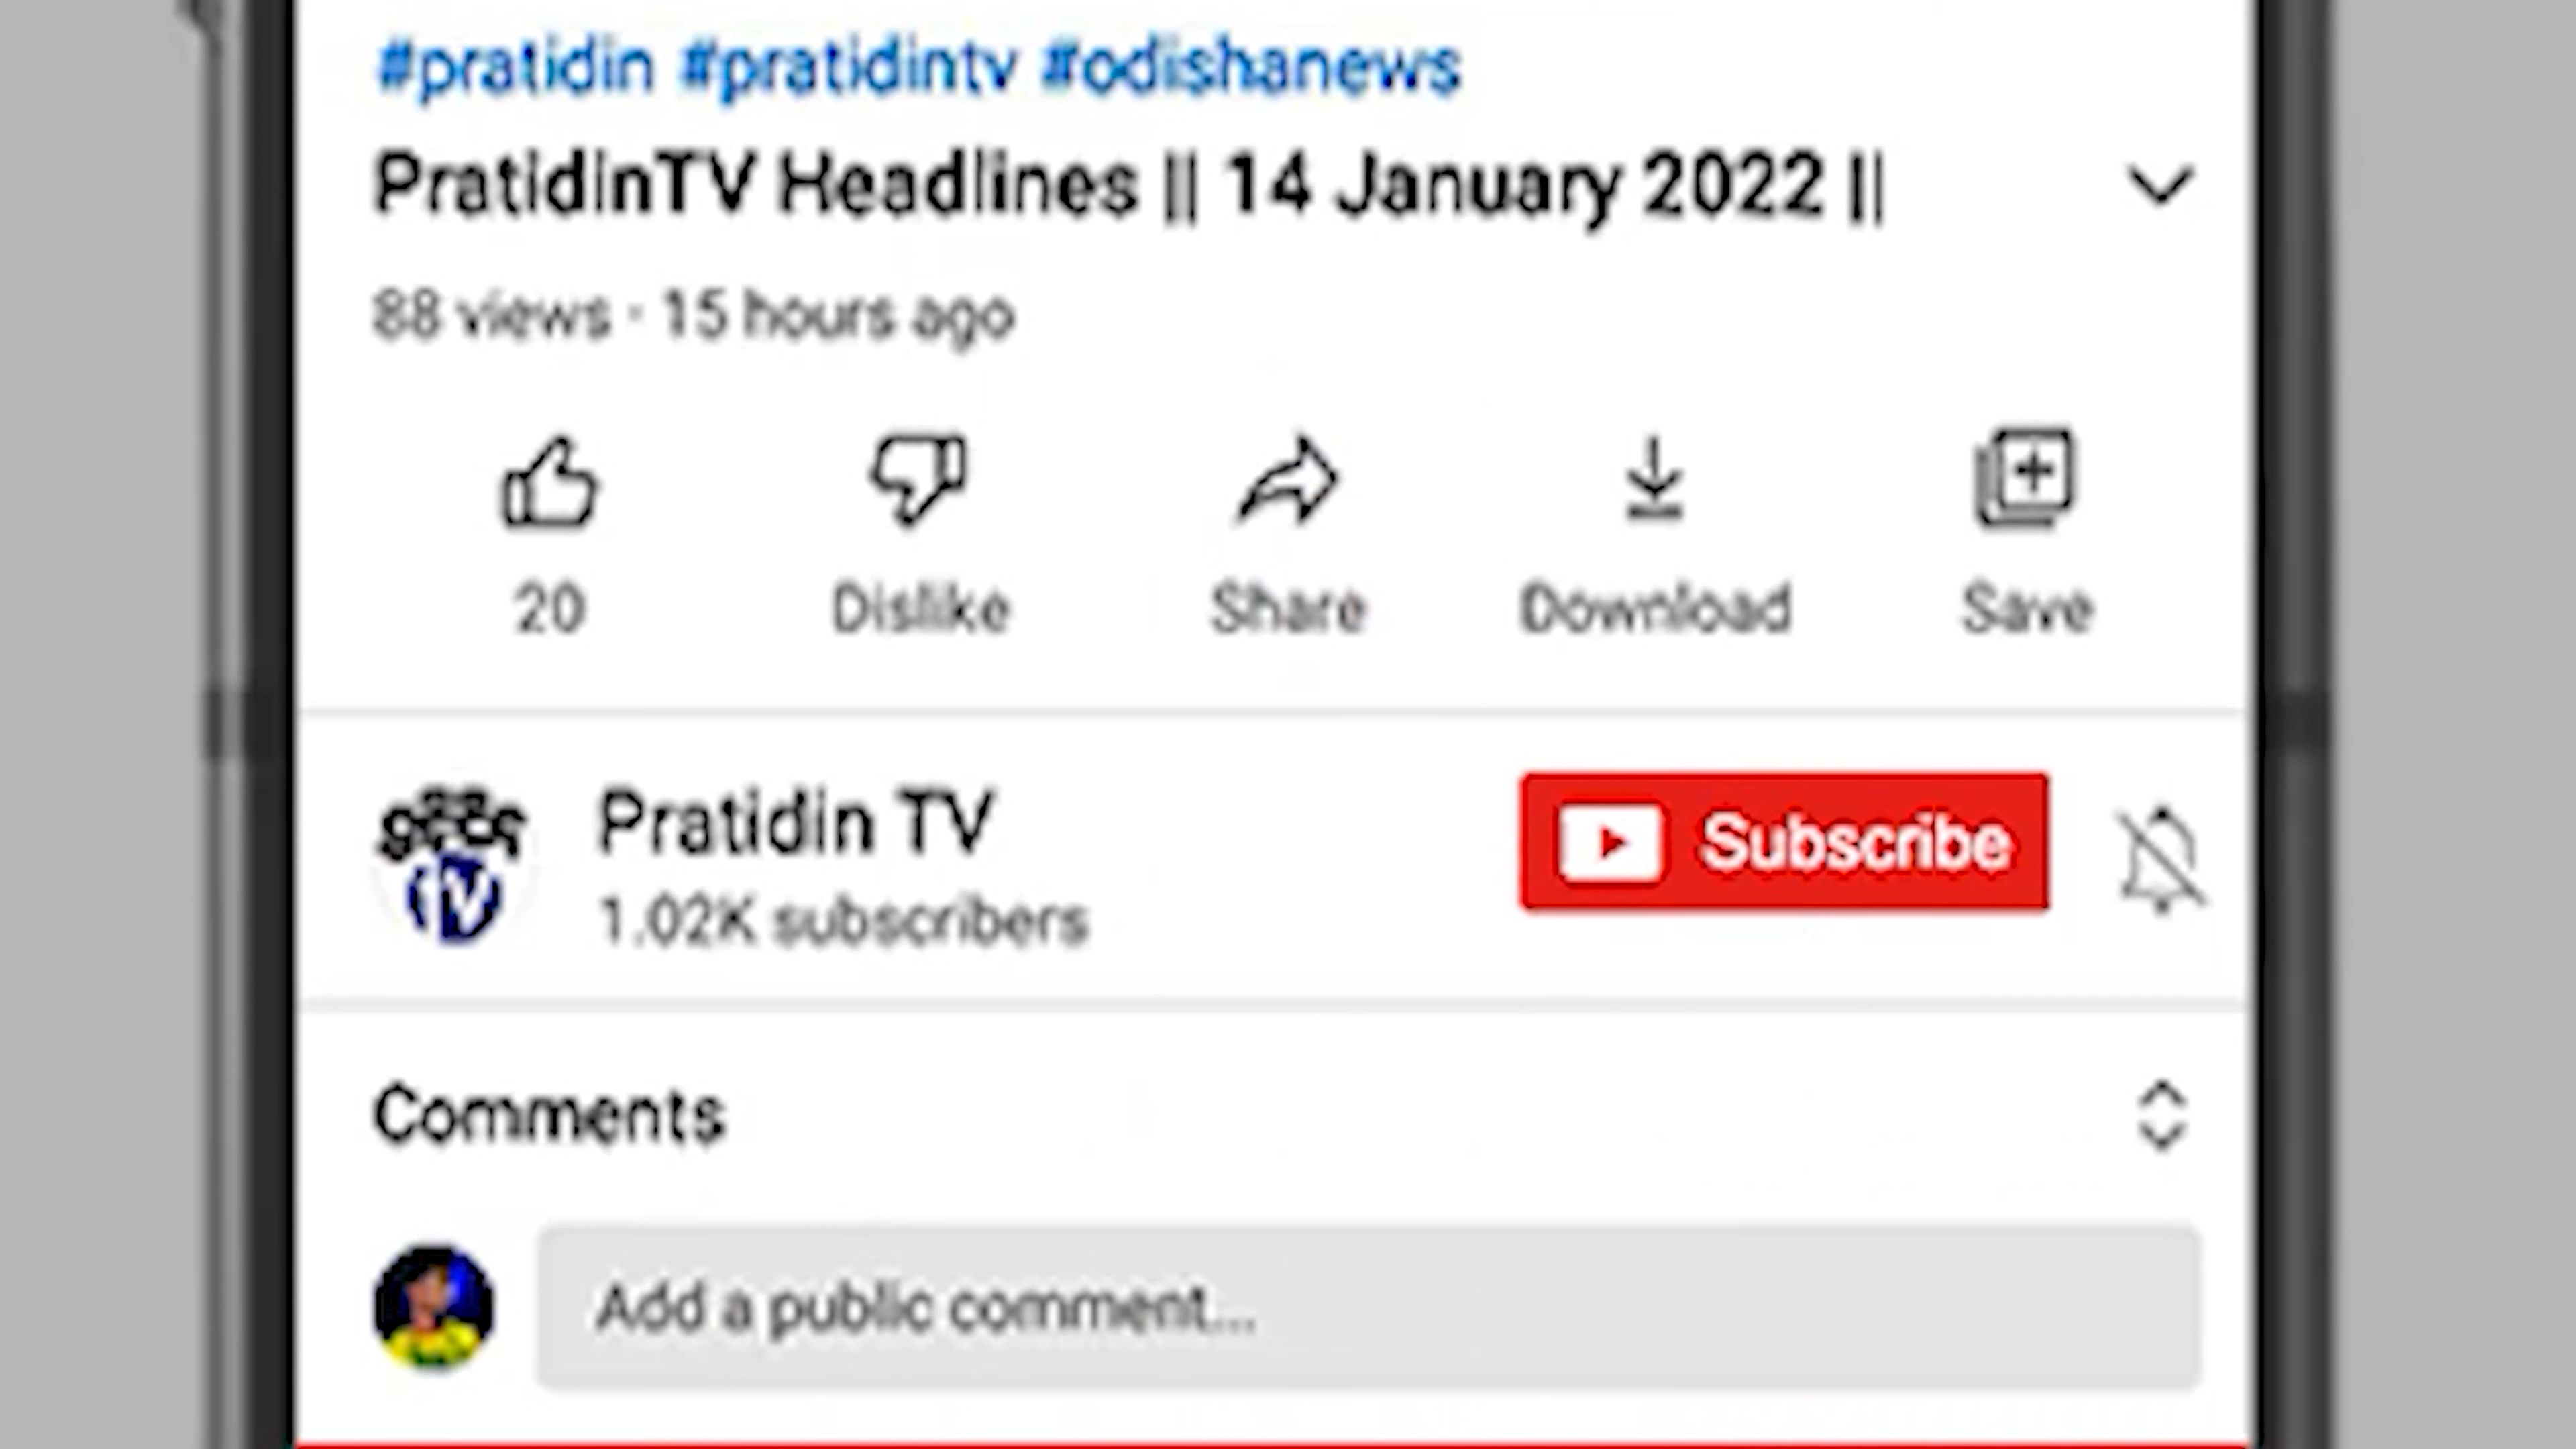 #pratidin #pratidintv #odishanews
PratidinTV Headlines || 14 January 2022 ||
88 views · 15 hours ago
20 Dislike Share Download Save
Pratidin TV
1.02K subscribers
Subscribe
Comments
Add a public comment...